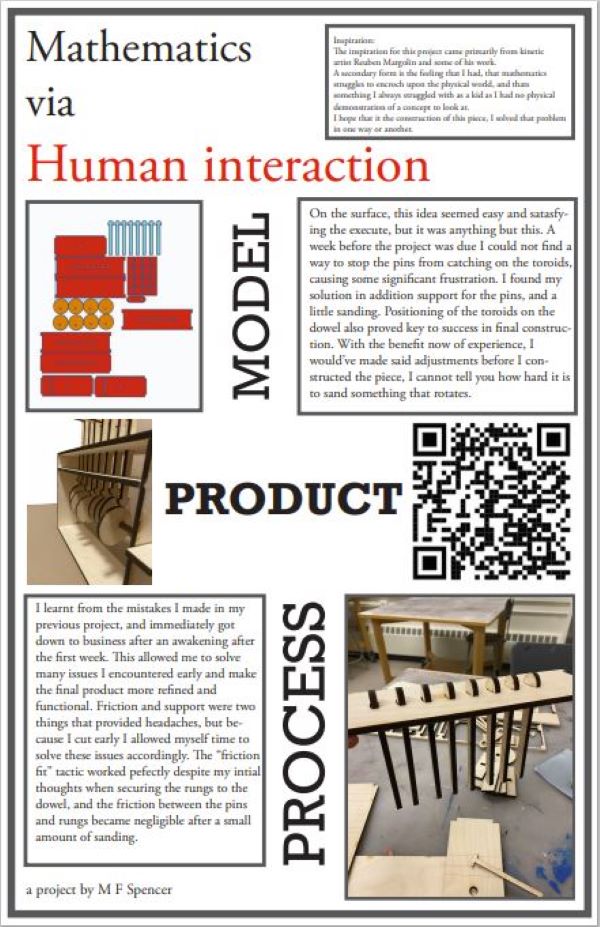 Mathematics
via
Human interaction
Inspiration:
The inspiration for this project came primarily from kinetic
artist Reuben Margolin and some of his work.
A secondary form is the feeling that I had, that mathematics
struggles to encroch upon the physical world, and thats
something I always struggled with as a kid as I had no physical
demonstration of a concept to look at.
I hope that it the construction of this piece, I solved that problem
in one way or another.
MODEL
On the surface, this idea seemed easy and satasfy-
ing the execute, but it was anything but this. A
week before the project was due I could not find a
way to stop the pins from catching on the toroids,
causing some significant frustration. I found my
solution in addition support for the pins, and a
little sanding. Positioning of the toroids on the
dowel also proved key to success in final construc-
tion. With the benefit now of experience, I
would've made said adjustments before I con-
structed the piece, I cannot tell you how hard it is
to sand something that rotates.
PRODUCT
I learnt from the mistakes I made in my
previous project, and immediately got
down to business after an awakening after
the first week. This allowed me to solve
many issues I encountered early and make
the final product more refined and
functional. Friction and support were two
things that provided headaches, but be-
cause I cut early I allowed myself time to
solve these issues accordingly. The "friction
fit" tactic worked pefectly despite my intial
thoughts when securing the rungs to the
dowel, and the friction between the pins
and rungs became negligible after a small
amount of sanding.
PROCESS
a project by M F Spencer